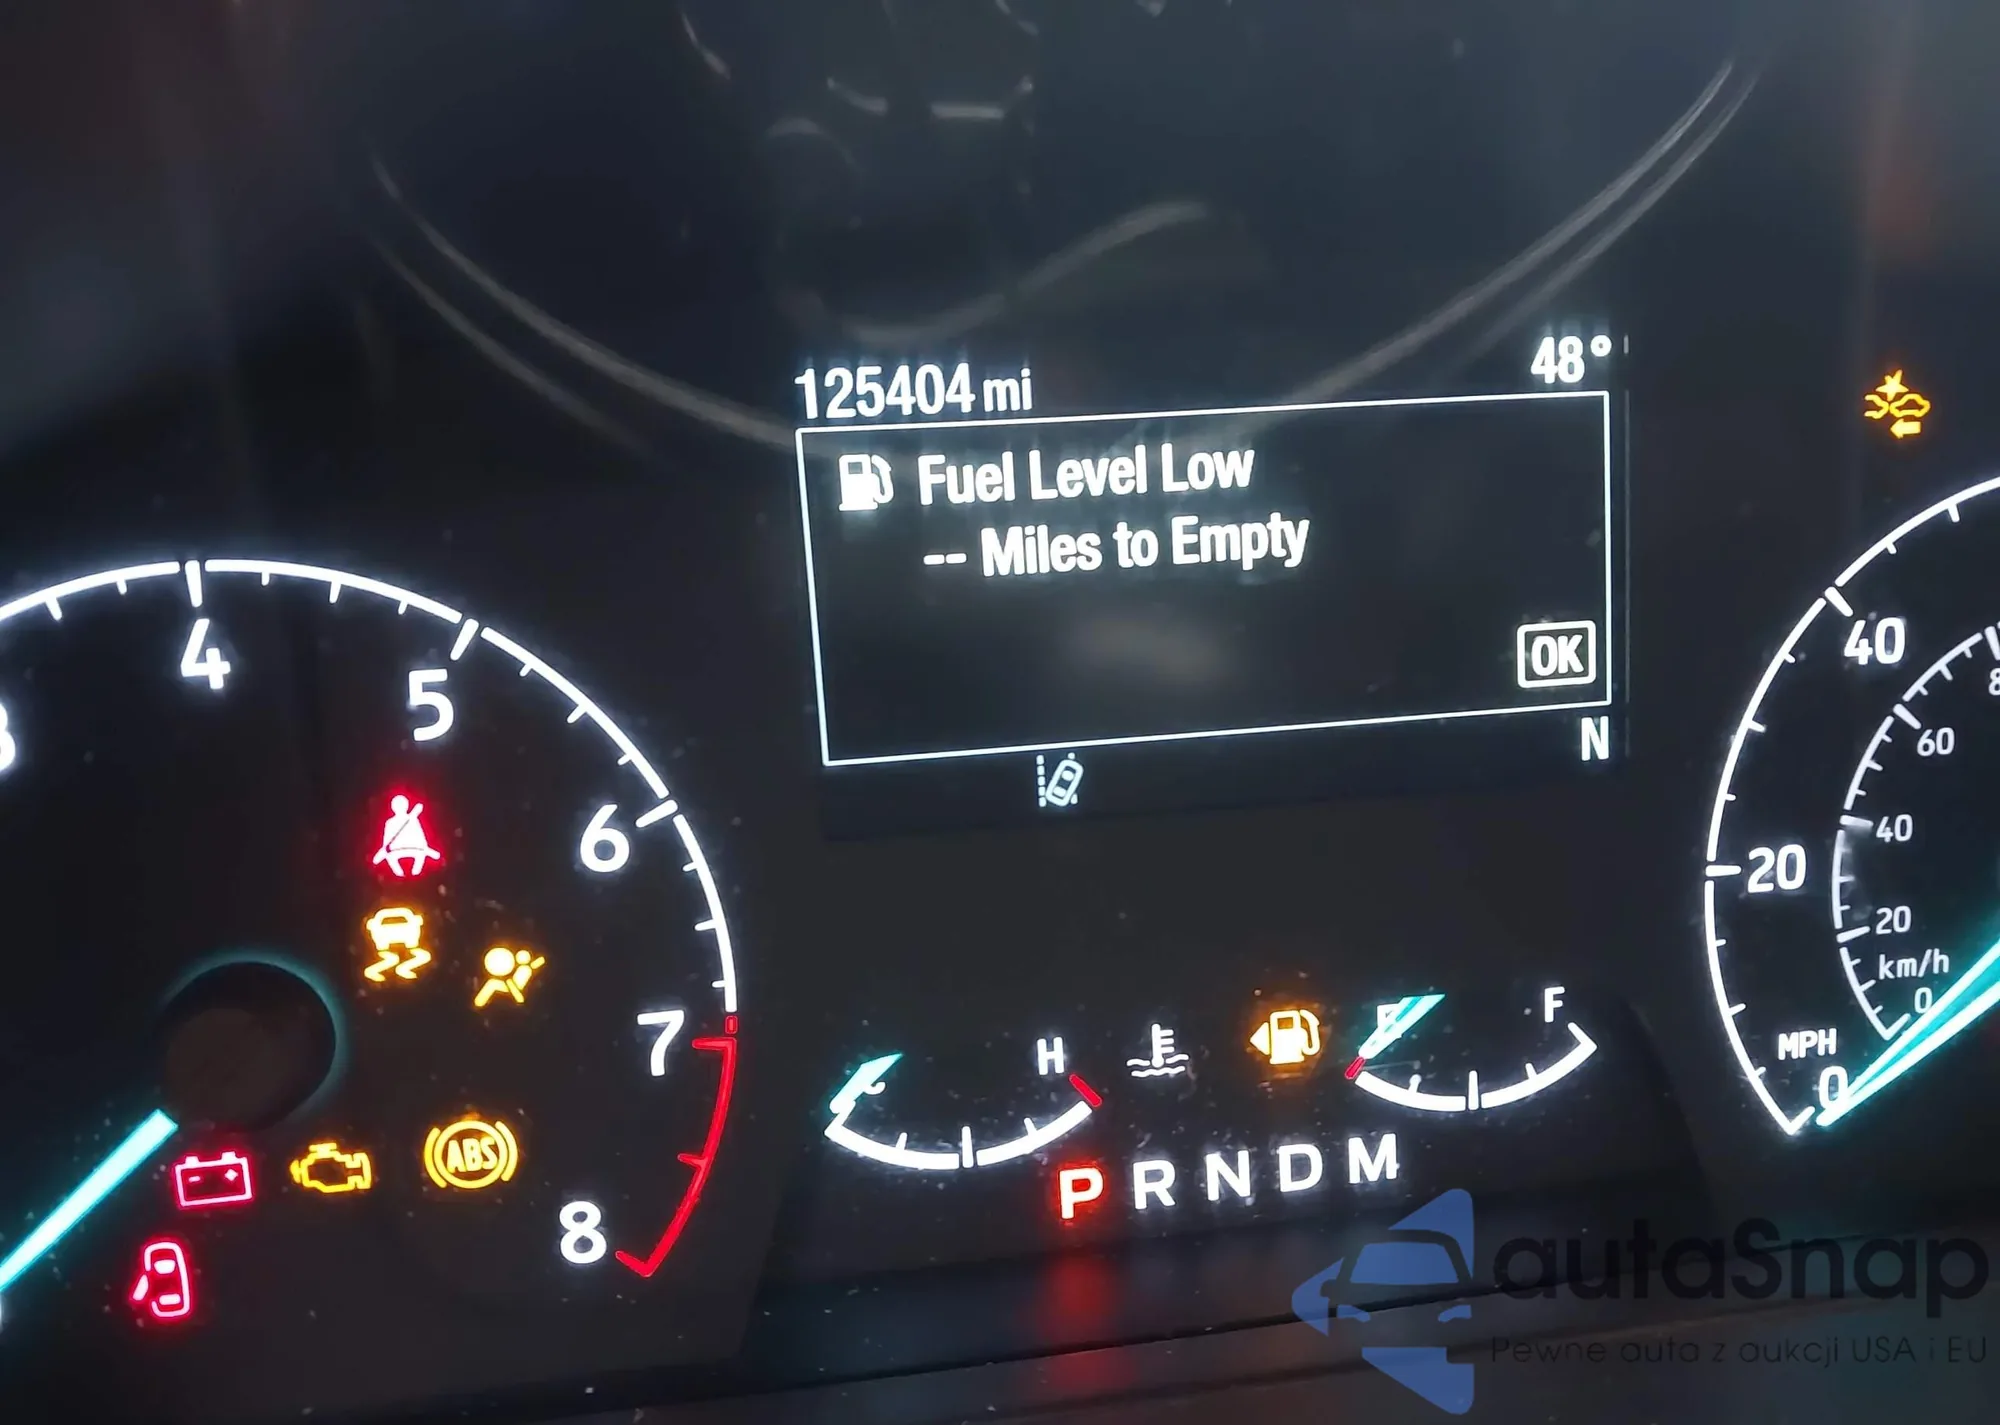 125404 mi
48°
Fuel Level Low
-- Miles to Empty
OK
N
4
5
6
7
8
ABS
H
E
F
P R N D M
40
20
0
MPH
60
40
20
km/h
0
autaSnap
Pewne auta z aukcji USA i EU